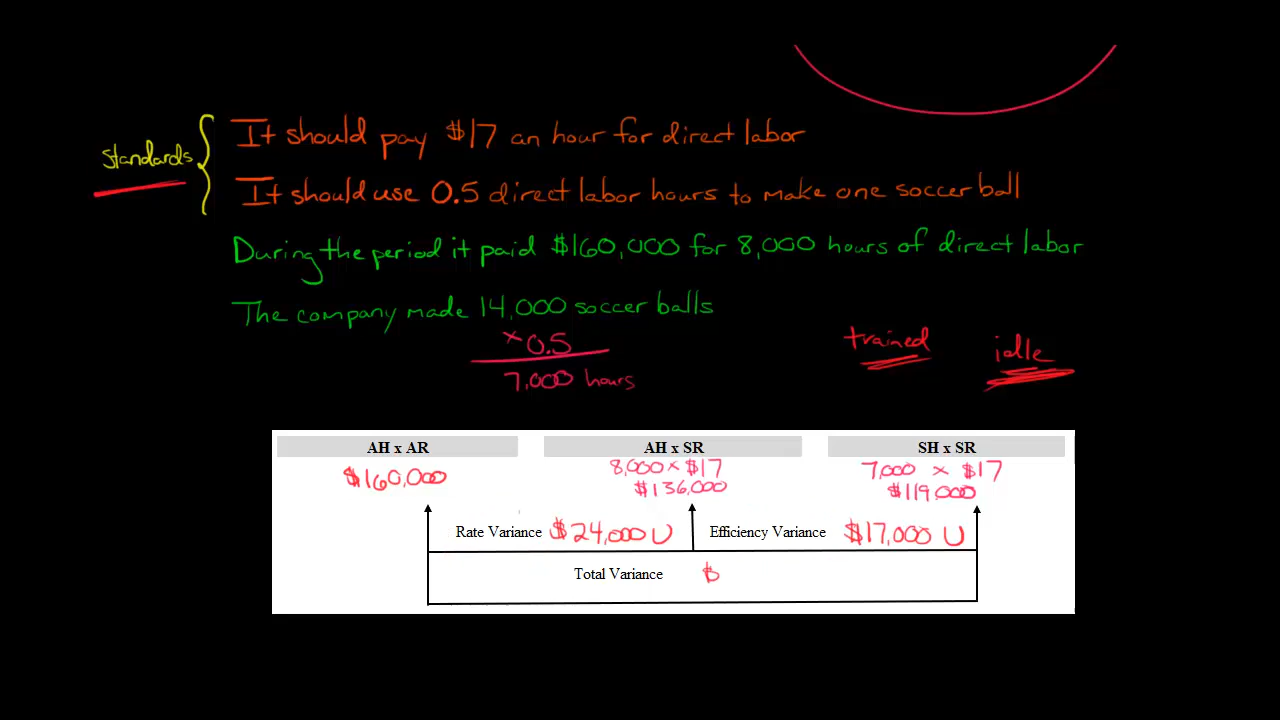 standards
It should pay $17 an hour for direct labor
It should use 0.5 direct labor hours to make one soccer ball
During the period it paid $160,000 for 8,000 hours of direct labor
The company made 14,000 soccer balls
x 0.5
7,000 hours
trained
idle
AH x AR
AH x SR
SH x SR
$160,000
8,000 x $17
7,000 x $17
$136,000
$119,000
Rate Variance $24,000 U
Efficiency Variance $17,000 U
Total Variance $